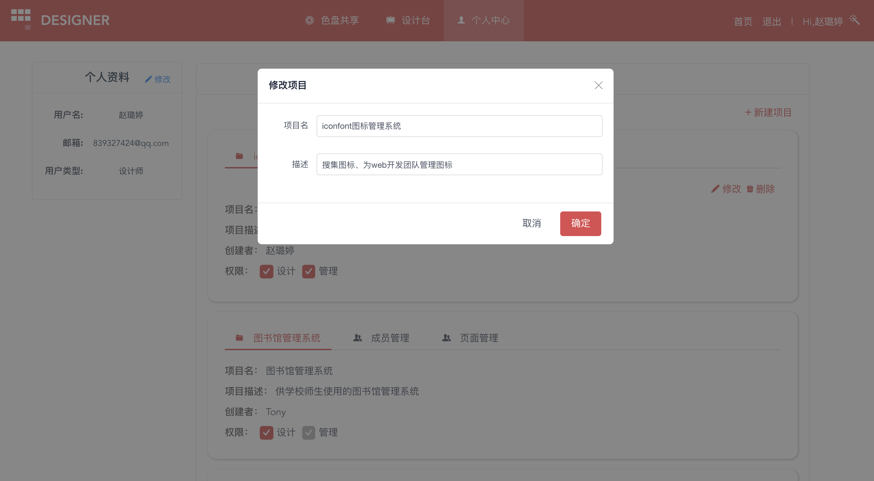 DESIGNER
色盘共享
设计台
个人中心
首页 退出 | Hi,赵璐婷
个人资料
修改
用户名: 赵璐婷
邮箱: 839327424@qq.com
用户类型: 设计师
修改项目
项目名 iconfont图标管理系统
描述 搜集图标、为web开发团队管理图标
取消
确定
+ 新建项目
修改 删除
项目名:
项目描
创建者: 赵璐婷
权限: 设计 管理
图书馆管理系统 成员管理 页面管理
项目名: 图书馆管理系统
项目描述: 供学校师生使用的图书馆管理系统
创建者: Tony
权限: 设计 管理